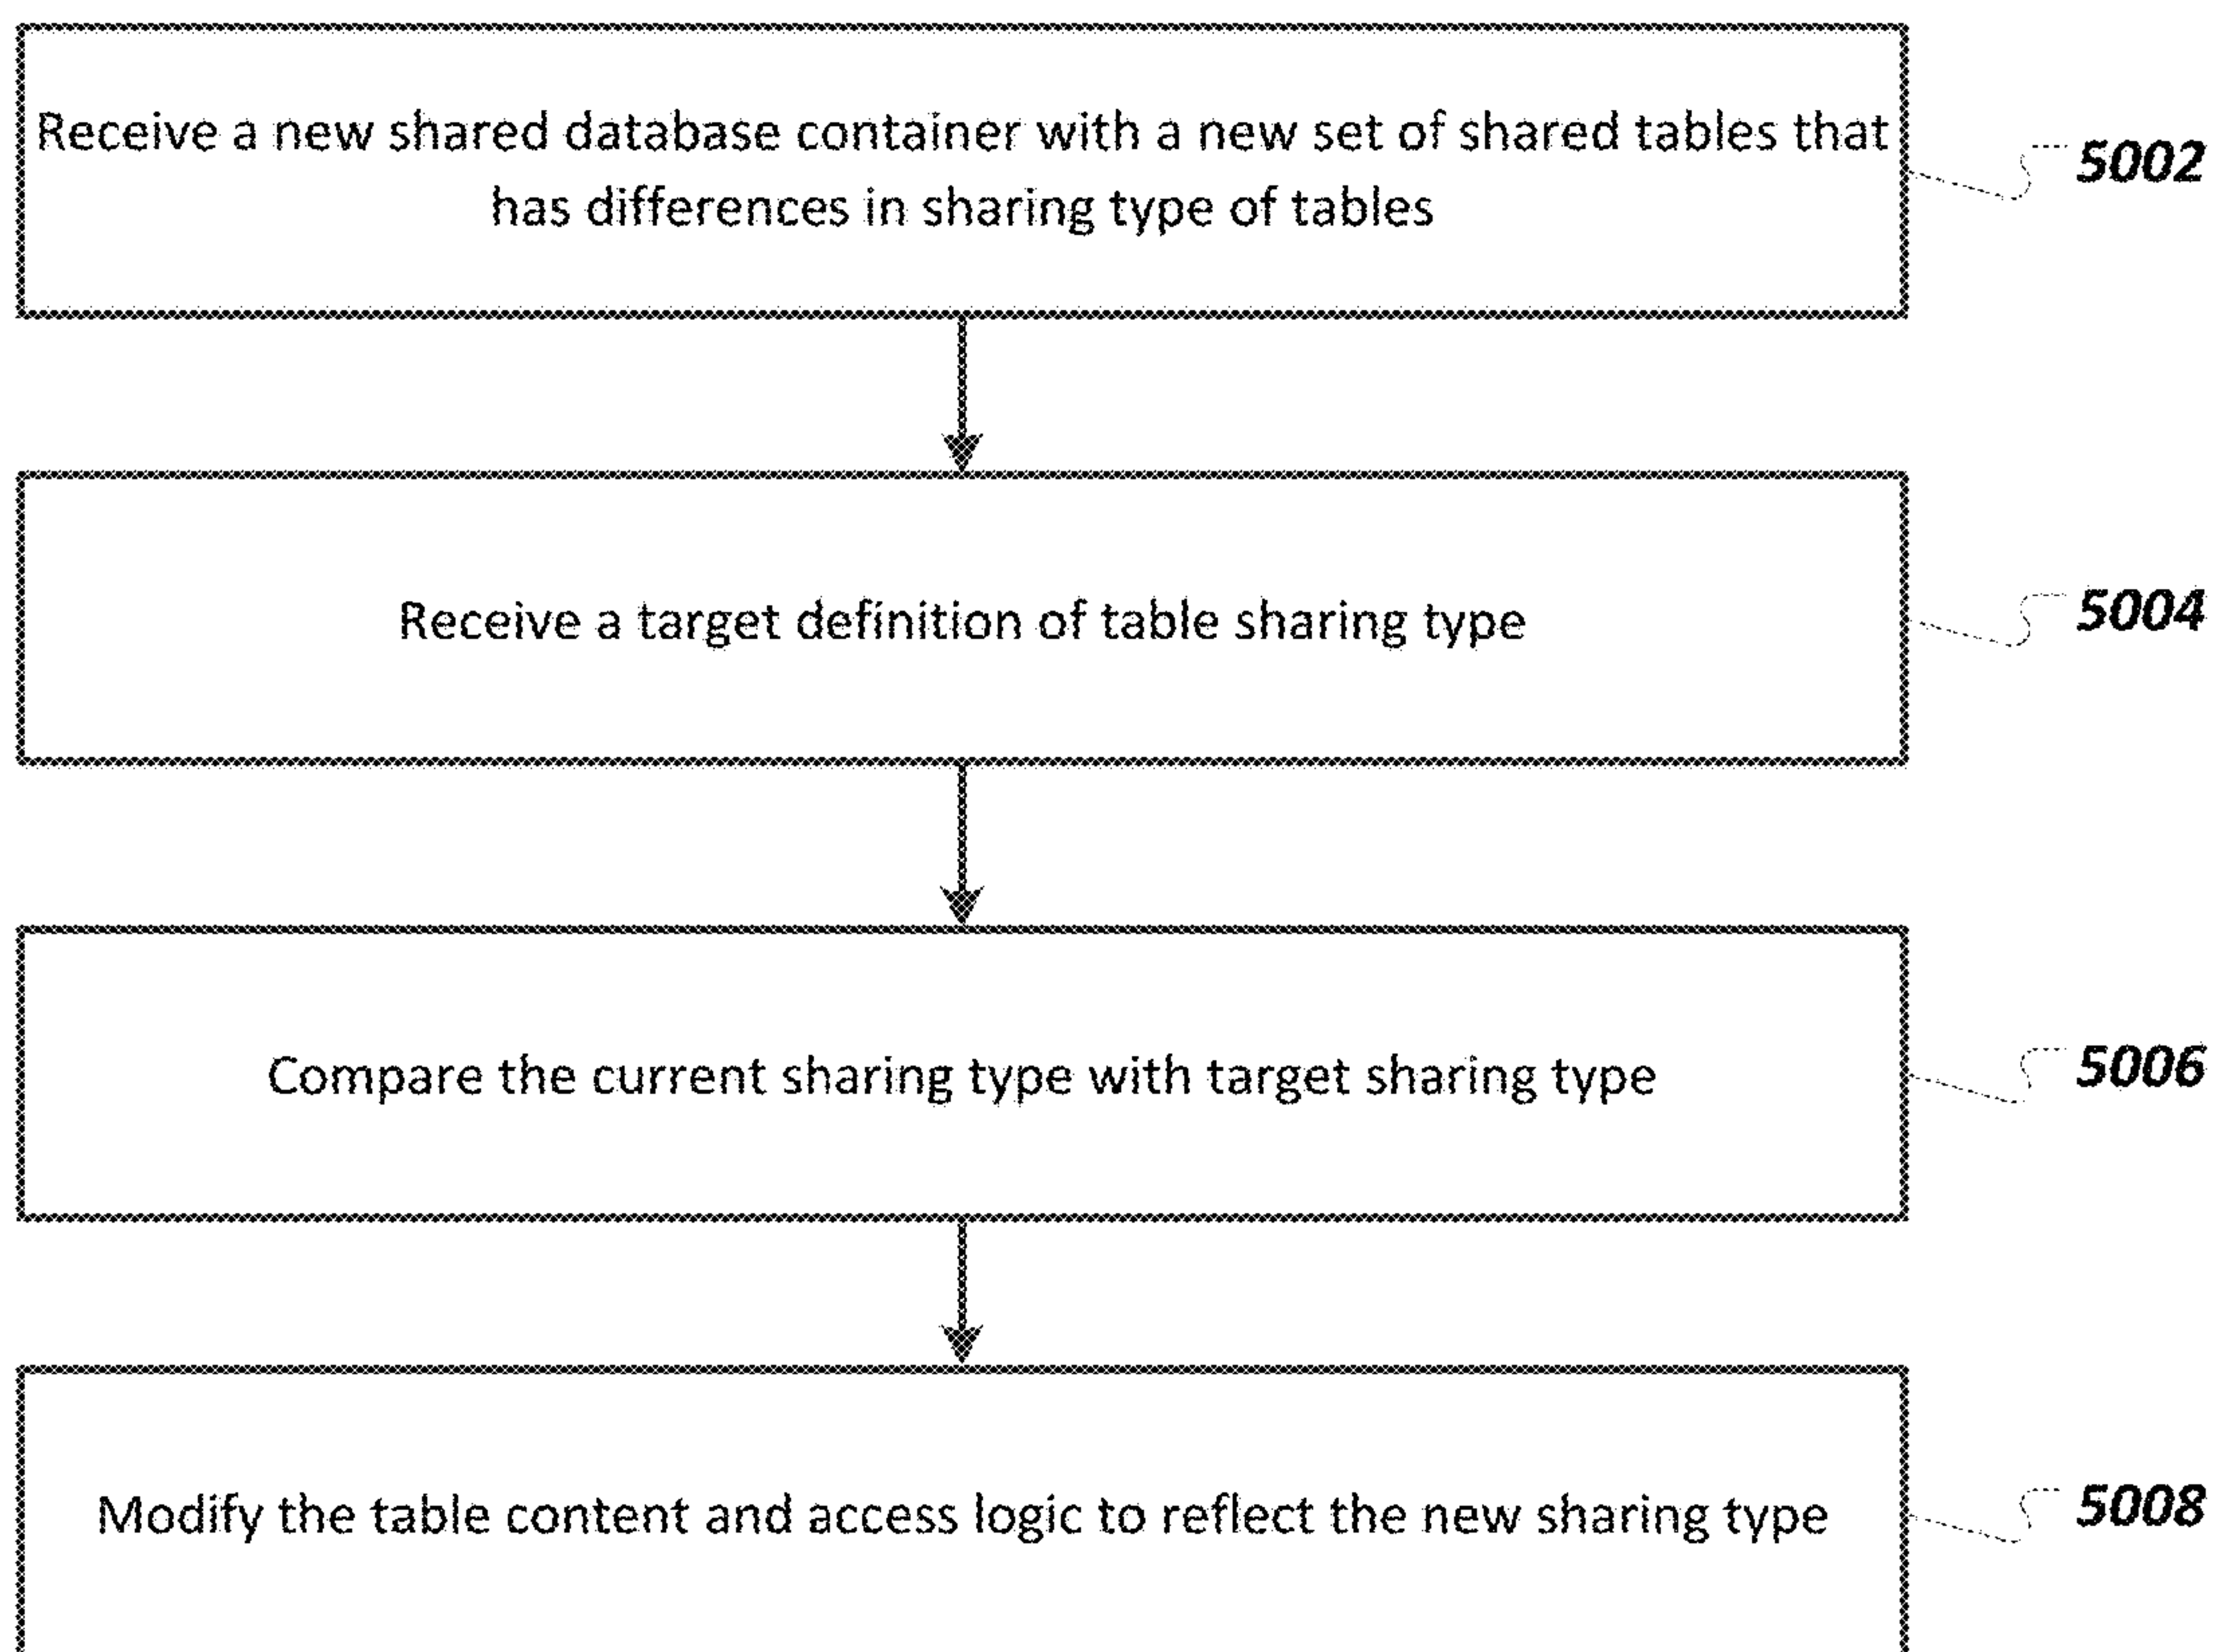 Receive a new shared database container with a new set of shared tables that
has differences in sharing type of tables
5002
Receive a target definition of table sharing type
5004
Compare the current sharing type with target sharing type
5006
Modify the table content and access logic to reflect the new sharing type
5008